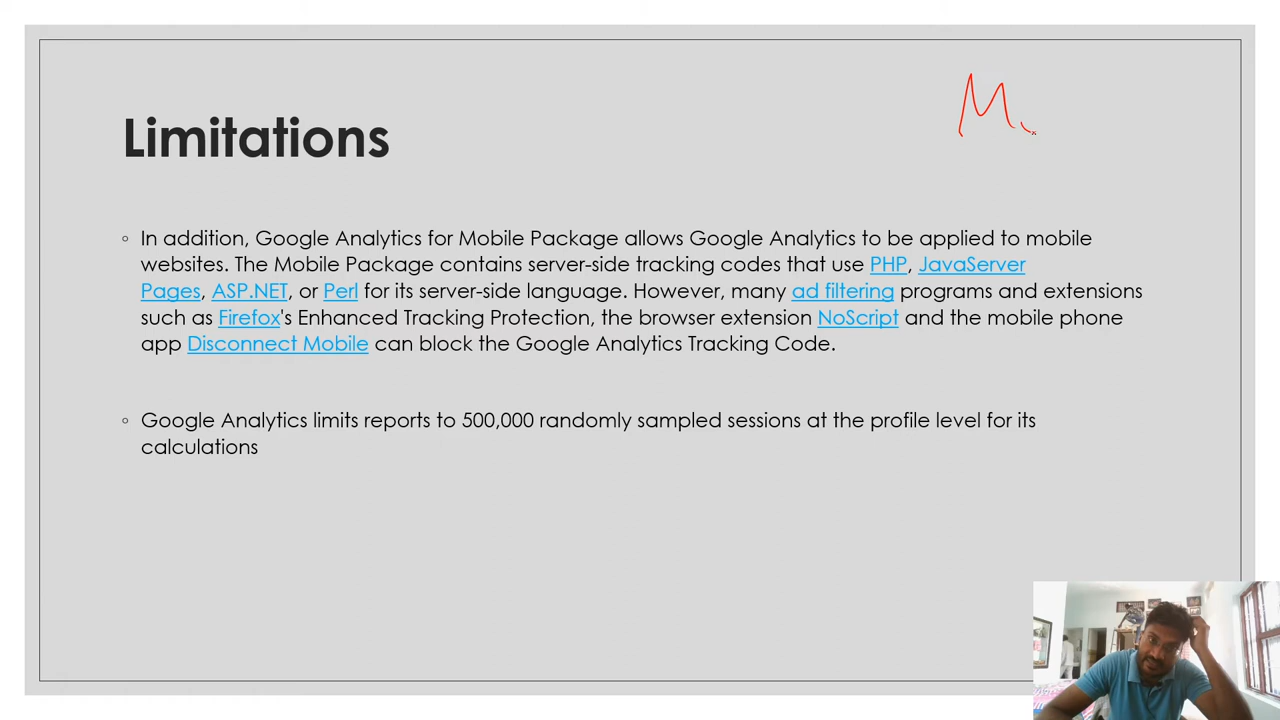 Limitations
M
◦ In addition, Google Analytics for Mobile Package allows Google Analytics to be applied to mobile
websites. The Mobile Package contains server-side tracking codes that use PHP, JavaServer
Pages, ASP.NET, or Perl for its server-side language. However, many ad filtering programs and extensions
such as Firefox's Enhanced Tracking Protection, the browser extension NoScript and the mobile phone
app Disconnect Mobile can block the Google Analytics Tracking Code.
◦ Google Analytics limits reports to 500,000 randomly sampled sessions at the profile level for its
calculations